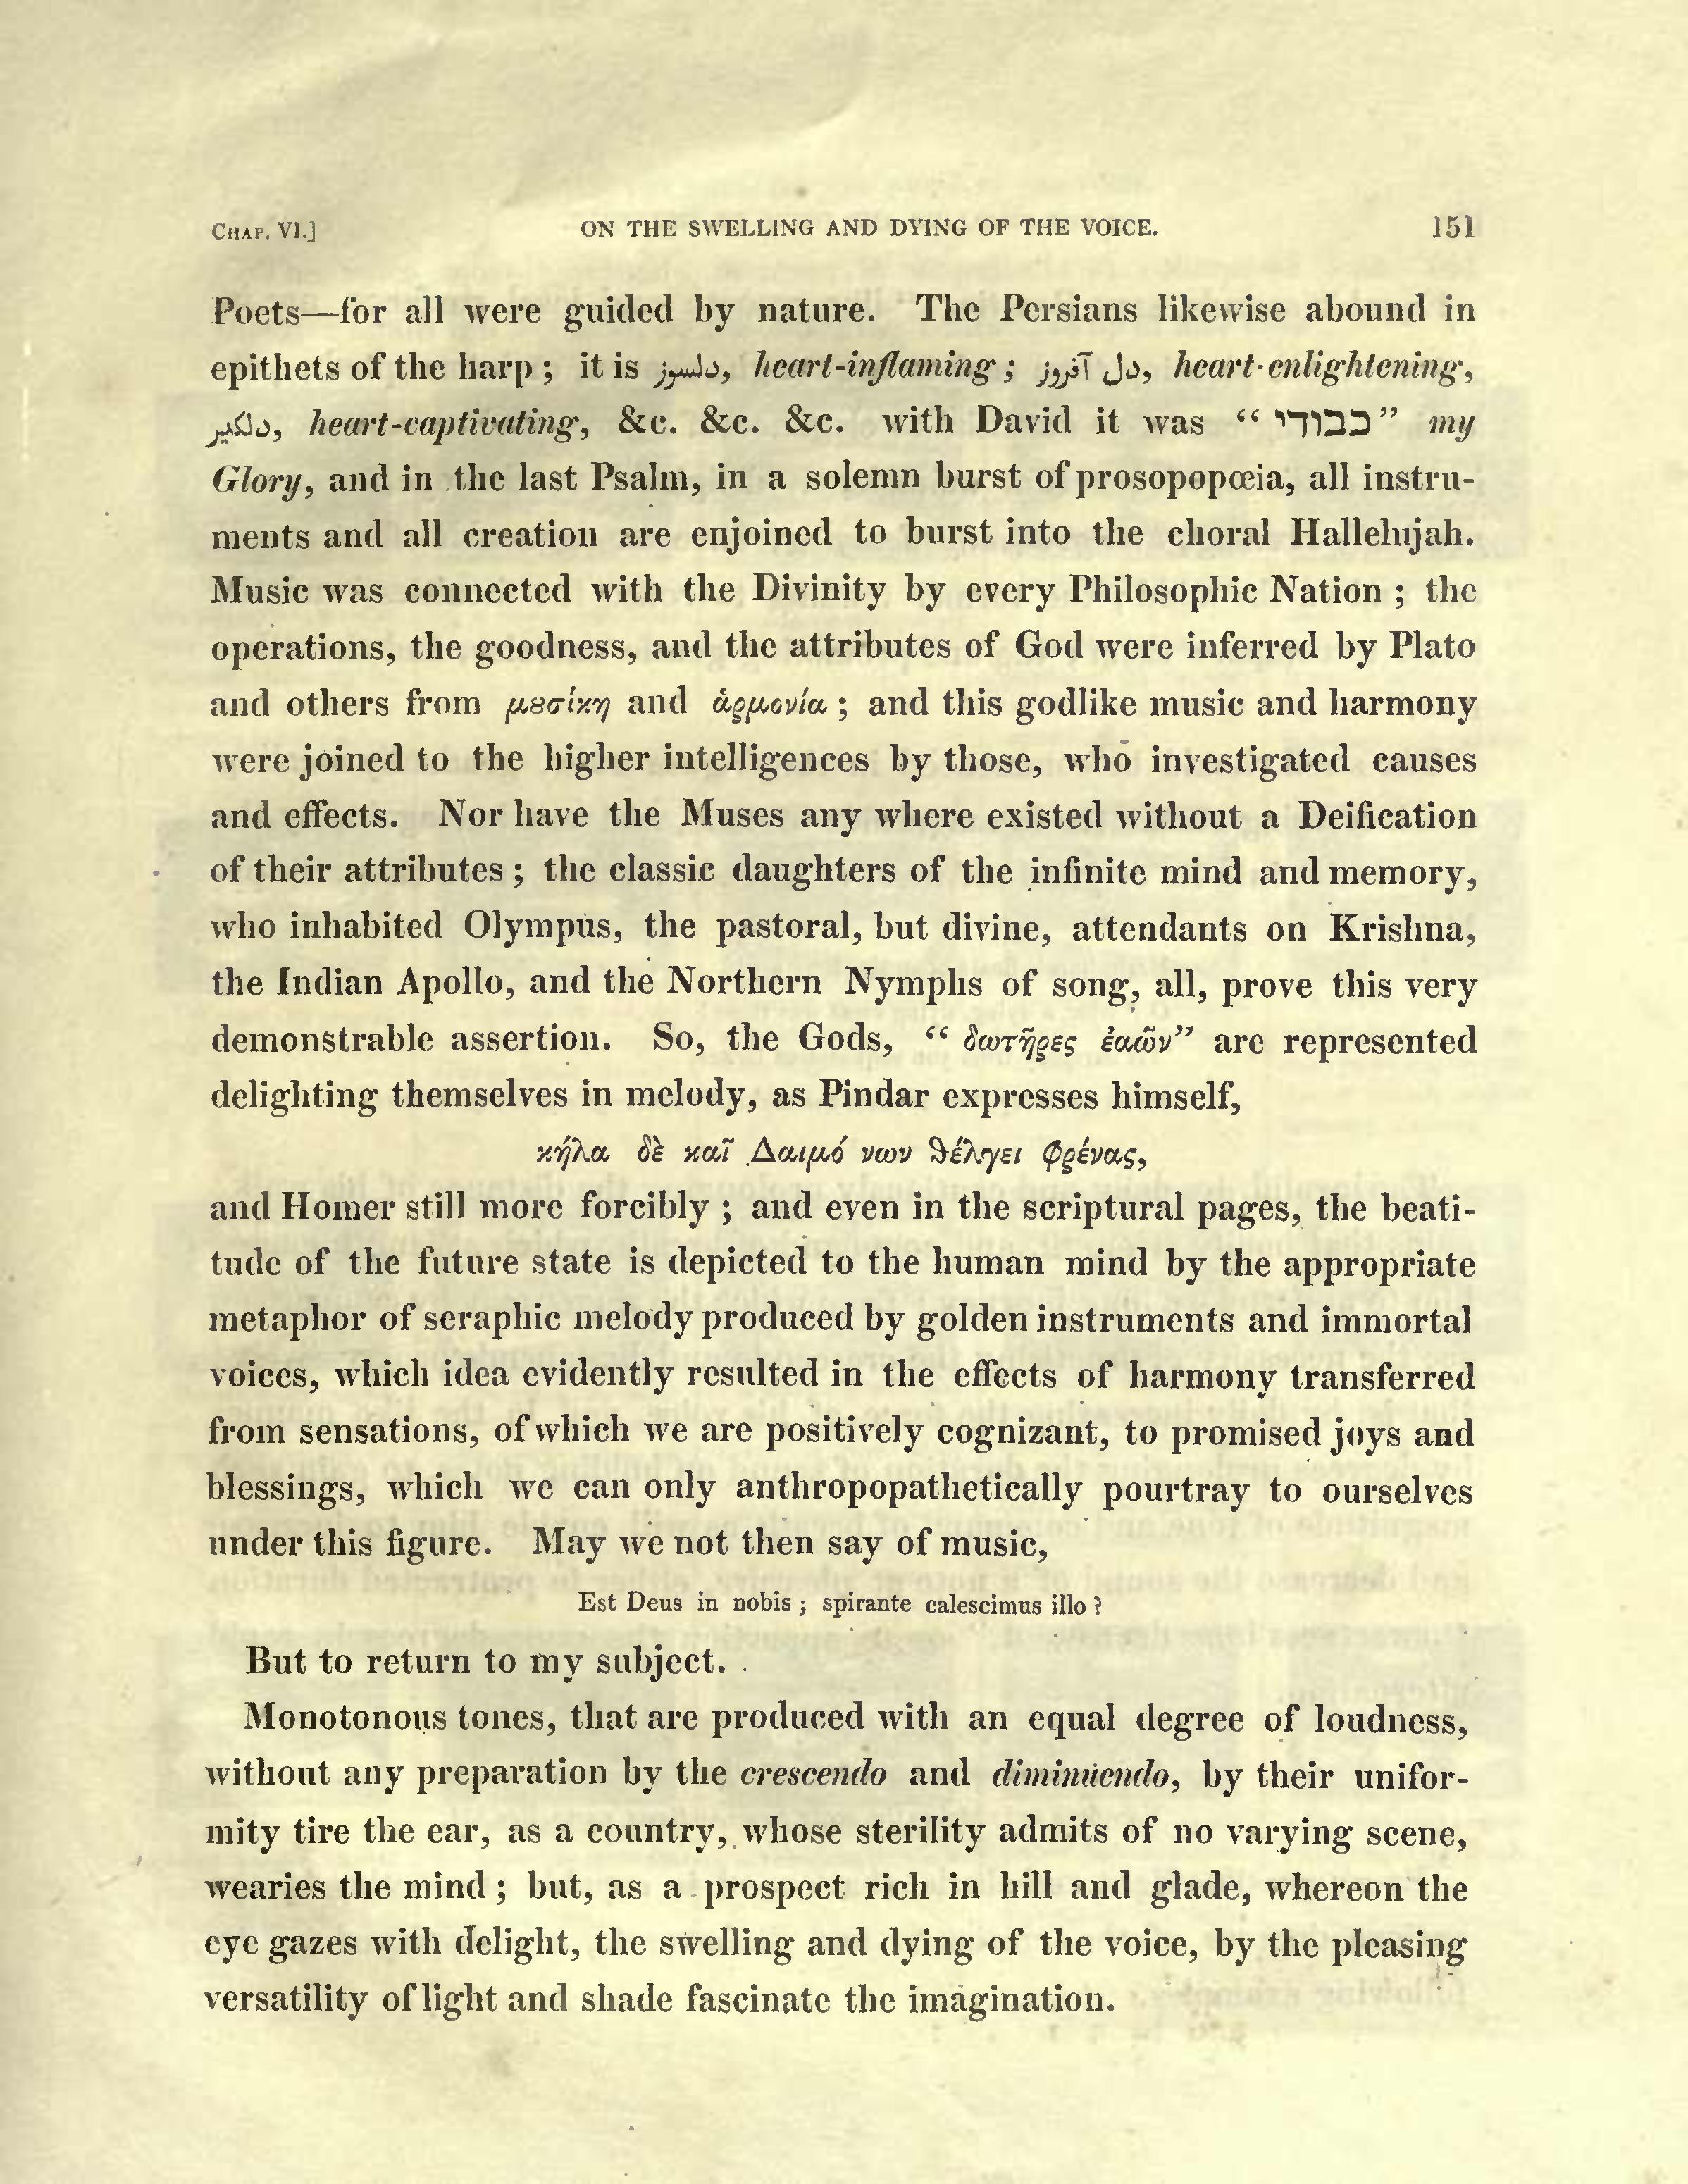 CHAP. VI.] ON THE SWELLING AND DYING OF THE VOICE. 151
Poets—for all were guided by nature. The Persians likewise abound in
epithets of the harp ; it is دلسوز, heart-inflaming ; دل آفروز, heart-enlightening,
دلكير, heart-captivating, &c. &c. &c. with David it was “ כבודי ” my
Glory, and in the last Psalm, in a solemn burst of prosopopœia, all instru-
ments and all creation are enjoined to burst into the choral Hallelujah.
Music was connected with the Divinity by every Philosophic Nation ; the
operations, the goodness, and the attributes of God were inferred by Plato
and others from μȣσίκη and ἁρμονία ; and this godlike music and harmony
were joined to the higher intelligences by those, who investigated causes
and effects. Nor have the Muses any where existed without a Deification
of their attributes ; the classic daughters of the infinite mind and memory,
who inhabited Olympus, the pastoral, but divine, attendants on Krishna,
the Indian Apollo, and the Northern Nymphs of song, all, prove this very
demonstrable assertion. So, the Gods, “ δωτῆρες ἐαῶν” are represented
delighting themselves in melody, as Pindar expresses himself,
κήλα δὲ καῖ Δαιμό νων ϑέλγει φρένας,
and Homer still more forcibly ; and even in the scriptural pages, the beati-
tude of the future state is depicted to the human mind by the appropriate
metaphor of seraphic melody produced by golden instruments and immortal
voices, which idea evidently resulted in the effects of harmony transferred
from sensations, of which we are positively cognizant, to promised joys and
blessings, which we can only anthropopathetically pourtray to ourselves
under this figure. May we not then say of music,
Est Deus in nobis ; spirante calescimus illo ?
But to return to my subject.
Monotonous tones, that are produced with an equal degree of loudness,
without any preparation by the crescendo and diminuendo, by their unifor-
mity tire the ear, as a country, whose sterility admits of no varying scene,
wearies the mind ; but, as a prospect rich in hill and glade, whereon the
eye gazes with delight, the swelling and dying of the voice, by the pleasing
versatility of light and shade fascinate the imagination.